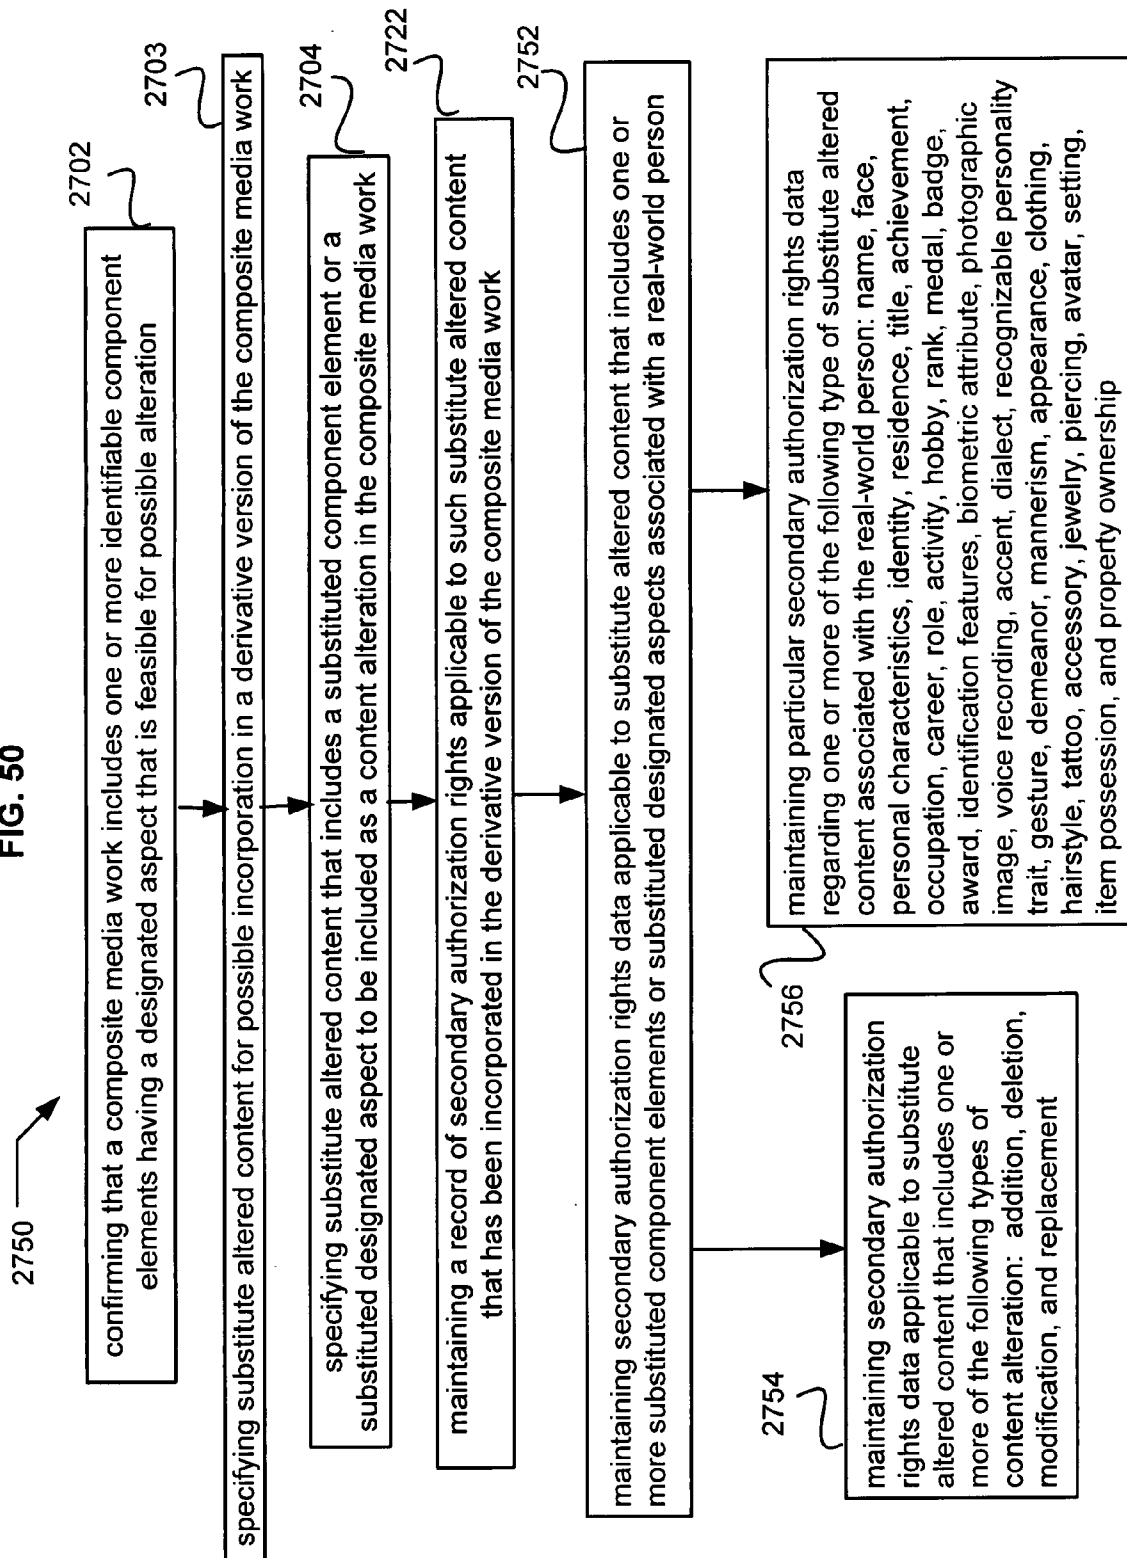 FIG. 50
2750
2702
confirming that a composite media work includes one or more identifiable component
elements having a designated aspect that is feasible for possible alteration
2703
specifying substitute altered content for possible incorporation in a derivative version of the composite media work
2704
specifying substitute altered content that includes a substituted component element or a
substituted designated aspect to be included as a content alteration in the composite media work
2722
maintaining a record of secondary authorization rights applicable to such substitute altered content
that has been incorporated in the derivative version of the composite media work
2752
maintaining secondary authorization rights data applicable to substitute altered content that includes one or
more substituted component elements or substituted designated aspects associated with a real-world person
2754
maintaining secondary authorization
rights data applicable to substitute
altered content that includes one or
more of the following types of
content alteration: addition, deletion,
modification, and replacement
2756
maintaining particular secondary authorization rights data
regarding one or more of the following type of substitute altered
content associated with the real-world person: name, face,
personal characteristics, identity, residence, title, achievement,
occupation, career, role, activity, hobby, rank, medal, badge,
award, identification features, biometric attribute, photographic
image, voice recording, accent, dialect, recognizable personality
trait, gesture, demeanor, mannerism, appearance, clothing,
hairstyle, tattoo, accessory, jewelry, piercing, avatar, setting,
item possession, and property ownership